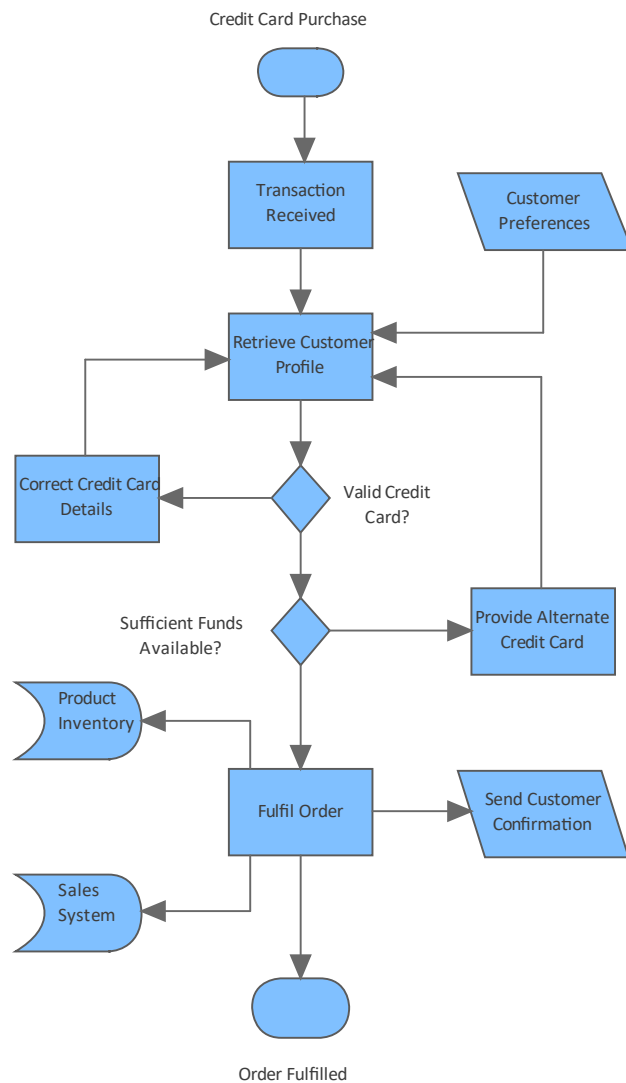 Credit Card Purchase
Transaction
Received
Customer
Preferences
Retrieve Customer
Profile
Correct Credit Card
Details
Valid Credit
Card?
Sufficient Funds
Available?
Provide Alternate
Credit Card
Product
Inventory
Fulfil Order
Send Customer
Confirmation
Sales
System
Order Fulfilled